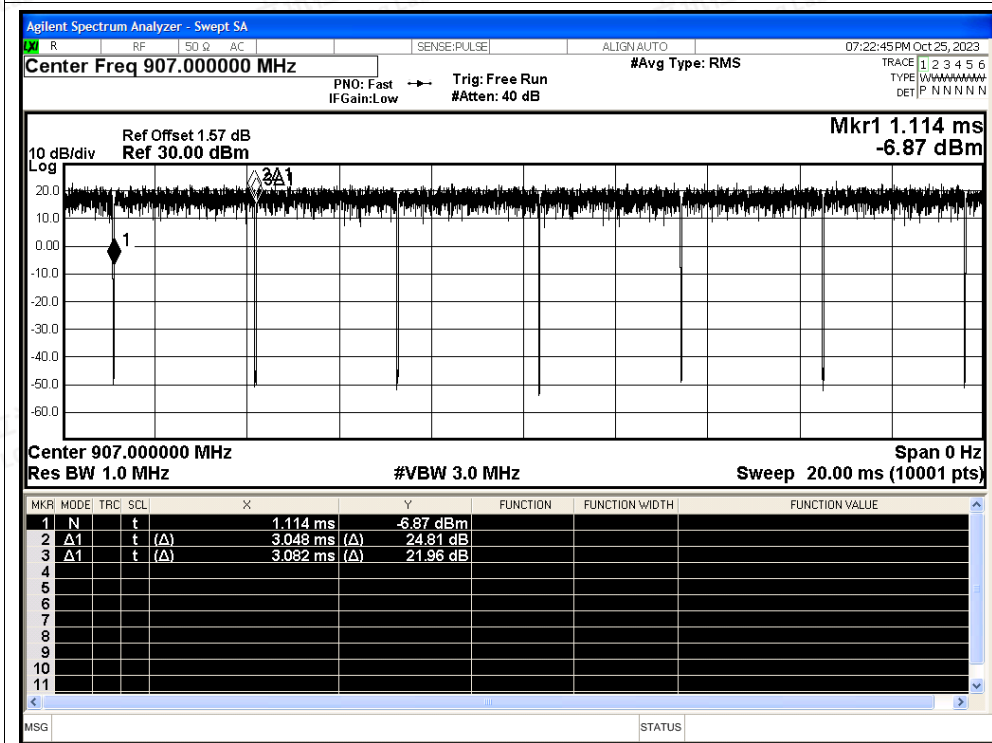 Agilent Spectrum Analyzer - Swept SA
LXI R RF 50 Ω AC SENSE:PULSE ALIGN AUTO 07:22:45 PM Oct 25, 2023
Center Freq 907.000000 MHz #Avg Type: RMS TRACE 1 2 3 4 5 6
PNO: Fast Trig: Free Run TYPE W
IFGain:Low #Atten: 40 dB DET P N N N N N
Mkr1 1.114 ms
Ref Offset 1.57 dB
10 dB/div Ref 30.00 dBm -6.87 dBm
Log
20.0
10.0
0.00
-10.0
-20.0
-30.0
-40.0
-50.0
-60.0
1
Center 907.000000 MHz Span 0 Hz
Res BW 1.0 MHz #VBW 3.0 MHz Sweep 20.00 ms (10001 pts)
MKR MODE TRC SCL X Y FUNCTION FUNCTION WIDTH FUNCTION VALUE
1 N t 1.114 ms -6.87 dBm
2 Δ1 t (Δ) 3.048 ms (Δ) 24.81 dB
3 Δ1 t (Δ) 3.082 ms (Δ) 21.96 dB
4
5
6
7
8
9
10
11
MSG STATUS